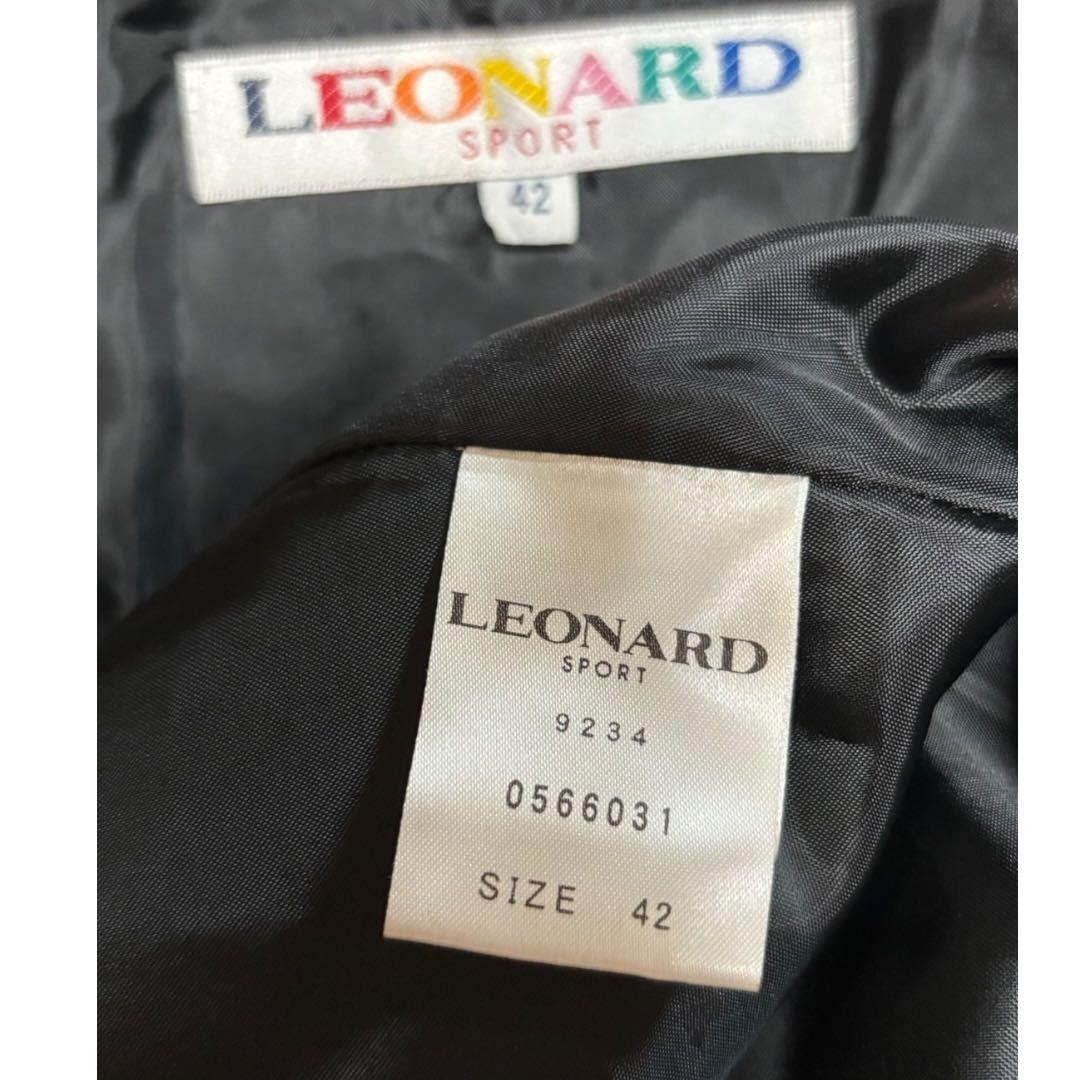 LEONARD
SPORT
42
LEONARD
SPORT
9234
0566031
SIZE 42